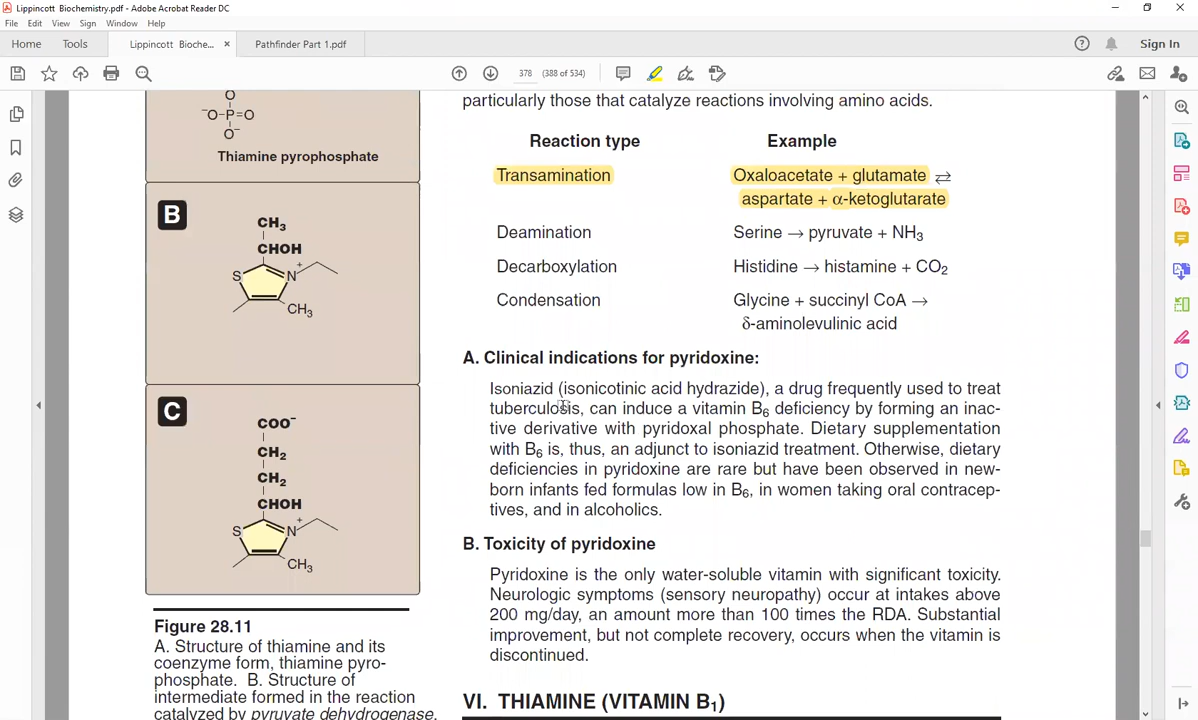 Lippincott Biochemistry.pdf - Adobe Acrobat Reader DC
File Edit View Sign Window Help
Home Tools Lippincott Bioche... × Pathfinder Part 1.pdf Sign In
378 (388 of 534)
O
⁻O-P=O
O⁻
Thiamine pyrophosphate
B
CH₃
CHOH
S N +
CH₃
C
COO⁻
CH₂
CH₂
CHOH
S N +
CH₃
Figure 28.11
A. Structure of thiamine and its
coenzyme form, thiamine pyro-
phosphate. B. Structure of
intermediate formed in the reaction
catalyzed by pyruvate dehydrogenase.
particularly those that catalyze reactions involving amino acids.
Reaction type Example
Transamination Oxaloacetate + glutamate ⇄
aspartate + α-ketoglutarate
Deamination Serine → pyruvate + NH₃
Decarboxylation Histidine → histamine + CO₂
Condensation Glycine + succinyl CoA →
δ-aminolevulinic acid
A. Clinical indications for pyridoxine:
Isoniazid (isonicotinic acid hydrazide), a drug frequently used to treat
tuberculosis, can induce a vitamin B₆ deficiency by forming an inac-
tive derivative with pyridoxal phosphate. Dietary supplementation
with B₆ is, thus, an adjunct to isoniazid treatment. Otherwise, dietary
deficiencies in pyridoxine are rare but have been observed in new-
born infants fed formulas low in B₆, in women taking oral contracep-
tives, and in alcoholics.
B. Toxicity of pyridoxine
Pyridoxine is the only water-soluble vitamin with significant toxicity.
Neurologic symptoms (sensory neuropathy) occur at intakes above
200 mg/day, an amount more than 100 times the RDA. Substantial
improvement, but not complete recovery, occurs when the vitamin is
discontinued.
VI. THIAMINE (VITAMIN B₁)